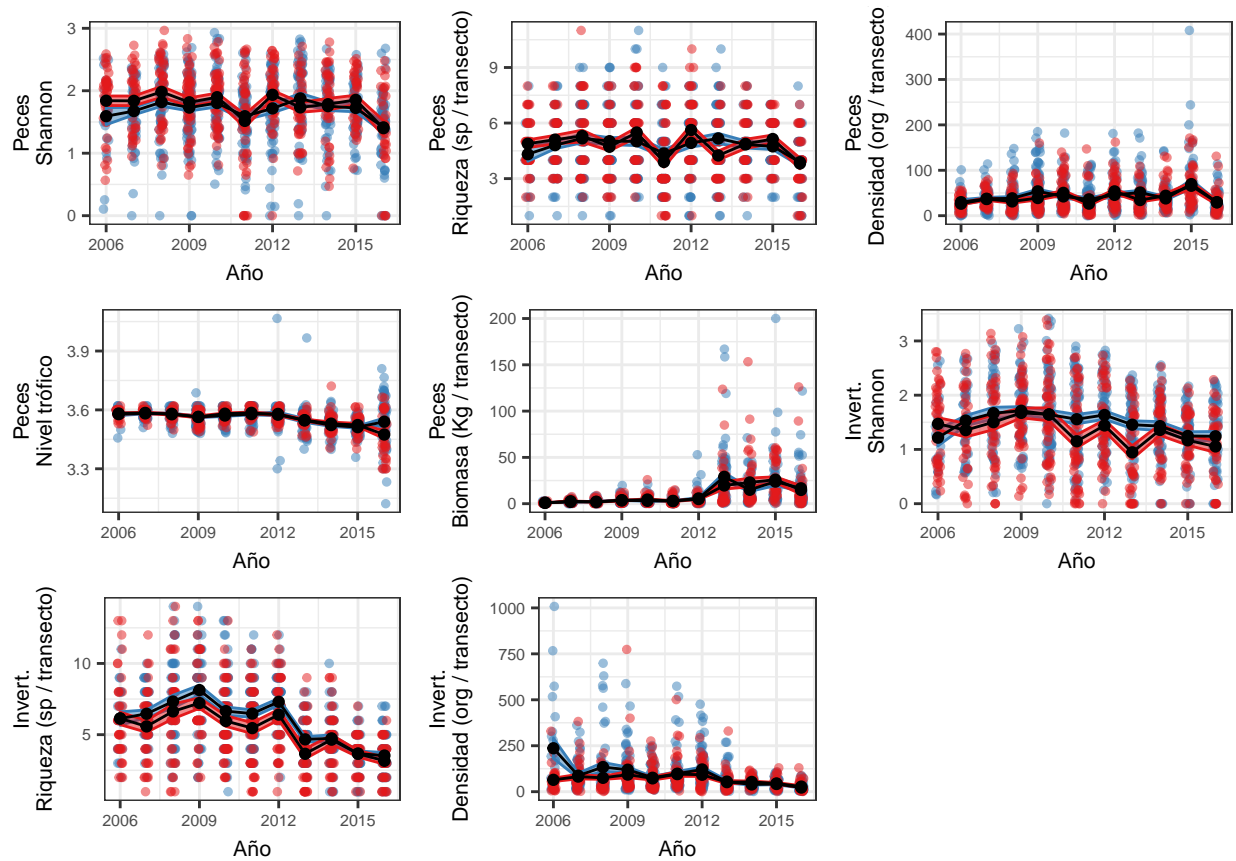 Peces
Shannon
3
2
1
0
2006
2009
2012
2015
Año
Peces
Riqueza (sp / transecto)
9
6
3
2006
2009
2012
2015
Año
Peces
Densidad (org / transecto
400
300
200
100
0
2006
2009
2012
2015
Año
Peces
Nivel trófico
3.9
3.6
3.3
2006
2009
2012
2015
Año
Peces
Biomasa (Kg / transecto)
200
150
100
50
0
2006
2009
2012
2015
Año
Invert.
Shannon
3
2
1
0
2006
2009
2012
2015
Año
Invert.
Riqueza (sp / transecto)
10
5
2006
2009
2012
2015
Año
Invert.
Densidad (org / transecto)
1000
750
500
250
0
2006
2009
2012
2015
Año